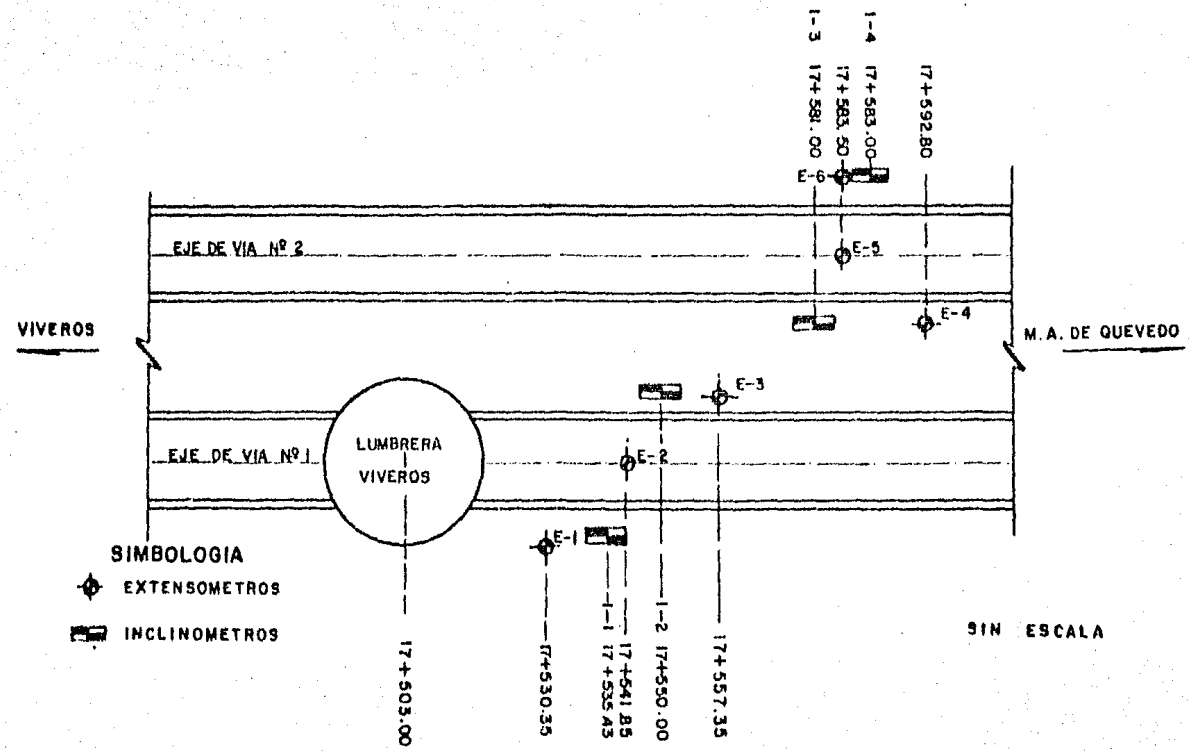 I-3 17+581.00
17+583.50
I-4 17+583.00
17+592.80
E-6
EJE DE VIA Nº 2
E-5
E-4
VIVEROS
M. A. DE QUEVEDO
E-3
LUMBRERA
VIVEROS
EJE DE VIA Nº 1
E-2
E-1
SIMBOLOGIA
EXTENSOMETROS
INCLINOMETROS
SIN ESCALA
17+503.00
17+530.35
I-1 17+535.43
17+541.85
I-2 17+550.00
17+557.35